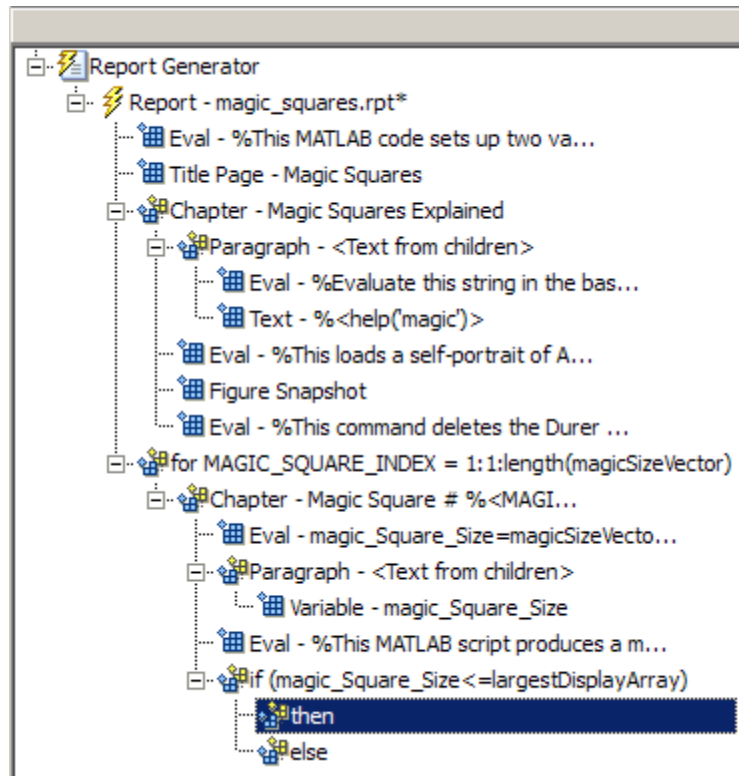 Report Generator
Report - magic_squares.rpt*
Eval - %This MATLAB code sets up two va...
Title Page - Magic Squares
Chapter - Magic Squares Explained
Paragraph - <Text from children>
Eval - %Evaluate this string in the bas...
Text - %<help('magic')>
Eval - %This loads a self-portrait of A...
Figure Snapshot
Eval - %This command deletes the Durer ...
for MAGIC_SQUARE_INDEX = 1:1:length(magicSizeVector)
Chapter - Magic Square # %<MAGI...
Eval - magic_Square_Size=magicSizeVecto...
Paragraph - <Text from children>
Variable - magic_Square_Size
Eval - %This MATLAB script produces a m...
if (magic_Square_Size<=largestDisplayArray)
then
else